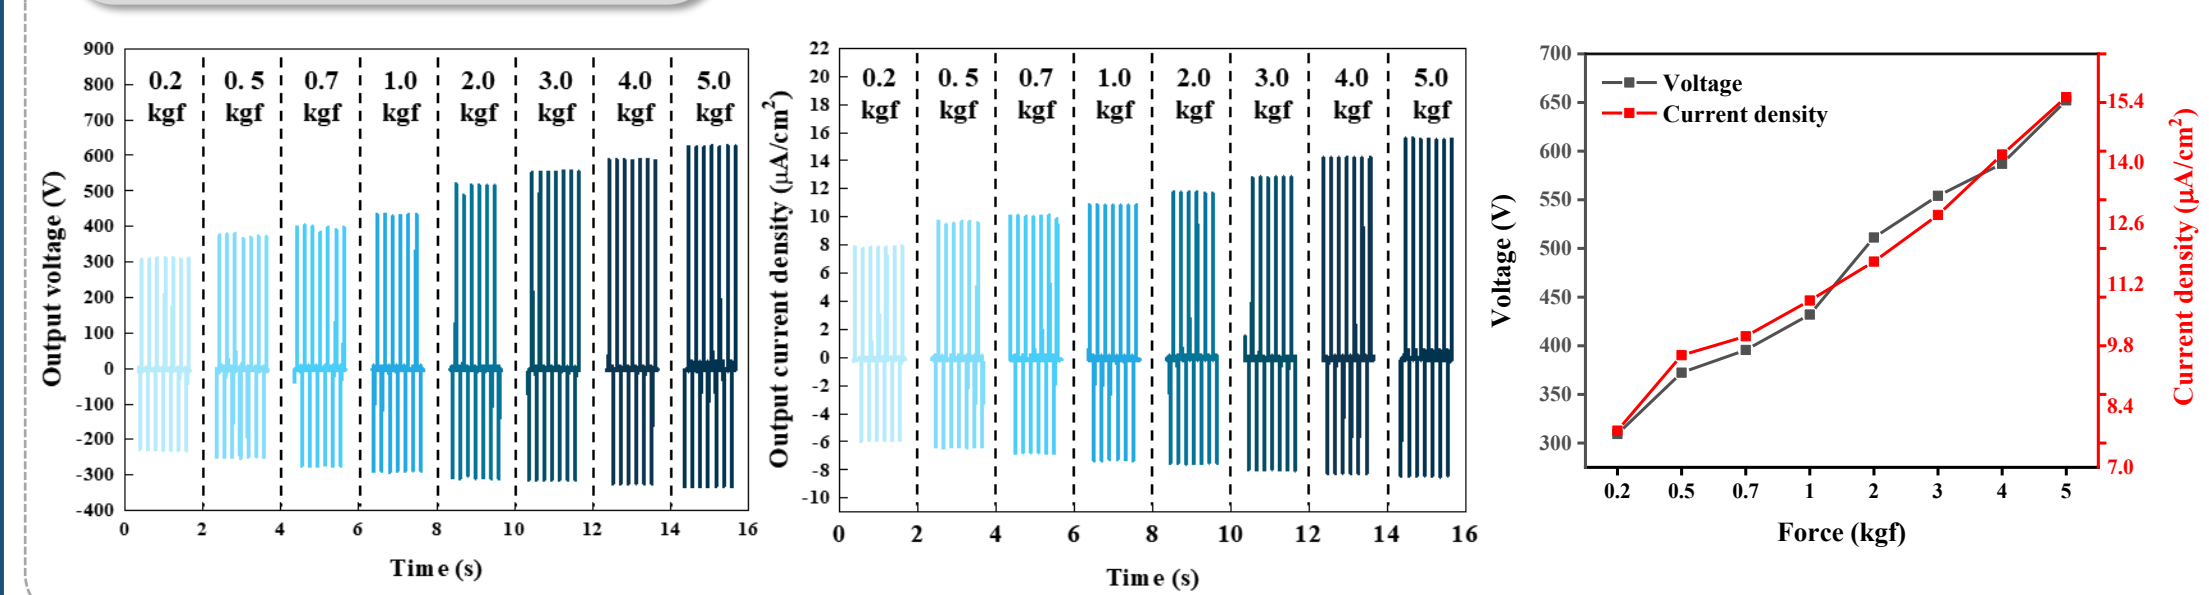 900
800
700
600
500
400
300
200
100
0
-100
-200
-300
-400
Output voltage (V)
0.2 0.5 0.7 1.0 2.0 3.0 4.0 5.0
kgf kgf kgf kgf kgf kgf kgf kgf
0 2 4 6 8 10 12 14 16
Time (s)
22
20
18
16
14
12
10
8
6
4
2
0
-2
-4
-6
-8
-10
Output current density (μA/cm²)
0.2 0.5 0.7 1.0 2.0 3.0 4.0 5.0
kgf kgf kgf kgf kgf kgf kgf kgf
0 2 4 6 8 10 12 14 16
Time (s)
700
650
600
550
500
450
400
350
300
Voltage (V)
Voltage
Current density
15.4
14.0
12.6
11.2
9.8
8.4
7.0
Current density (μA/cm²)
0.2 0.5 0.7 1 2 3 4 5
Force (kgf)